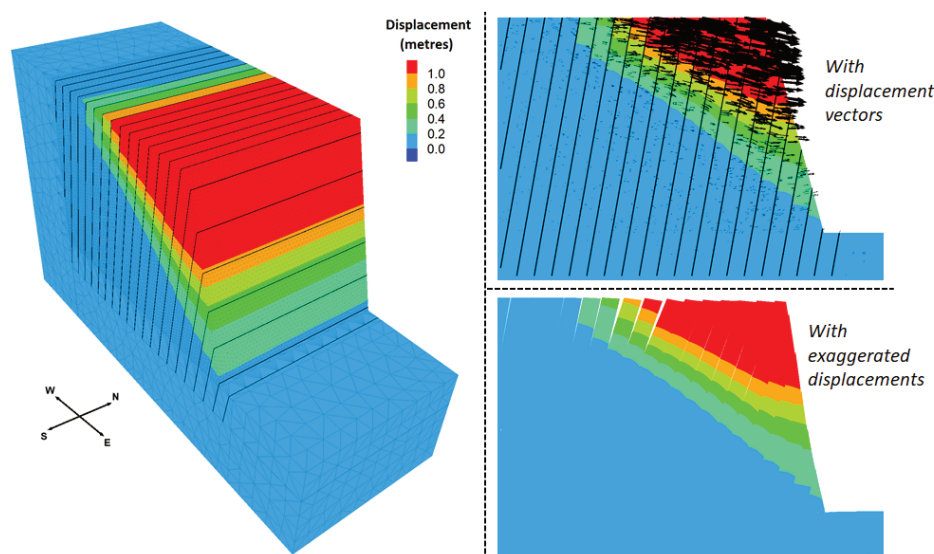 Displacement
(metres)
1.0
0.8
0.6
0.4
0.2
0.0
W
N
S
E
With
displacement
vectors
With
exaggerated
displacements